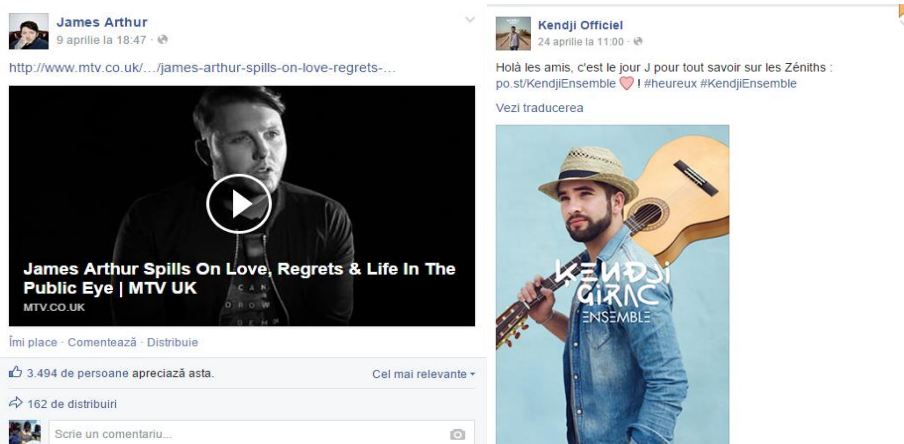 James Arthur
9 aprilie la 18:47 ·
http://www.mtv.co.uk/…/james-arthur-spills-on-love-regrets-…
James Arthur Spills On Love, Regrets & Life In The
Public Eye | MTV UK
MTV.CO.UK
Îmi place · Comentează · Distribuie
3.494 de persoane apreciază asta.
Cel mai relevante
162 de distribuiri
Scrie un comentariu...
Kendji Officiel
24 aprilie la 11:00 ·
Holà les amis, c'est le jour J pour tout savoir sur les Zéniths :
po.st/KendjiEnsemble ! #heureux #KendjiEnsemble
Vezi traducerea
KENDJI
GIRAC
ENSEMBLE